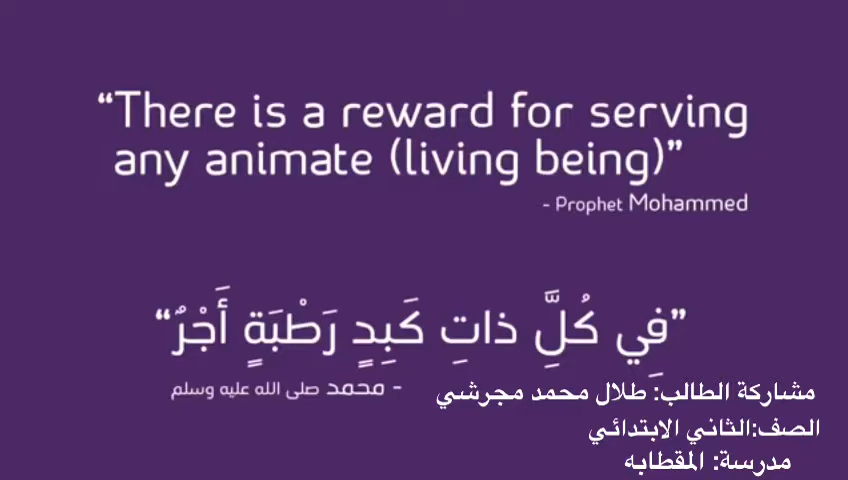 “There is a reward for serving
any animate (living being)”
- Prophet Mohammed
”فِي كُلِّ ذاتِ كَبِدٍ رَطْبَةٍ أَجْرٌ“
- محمد صلى الله عليه وسلم
مشاركة الطالب: طلال محمد مجرشي
الصف:الثاني الابتدائي
مدرسة: المقطابه